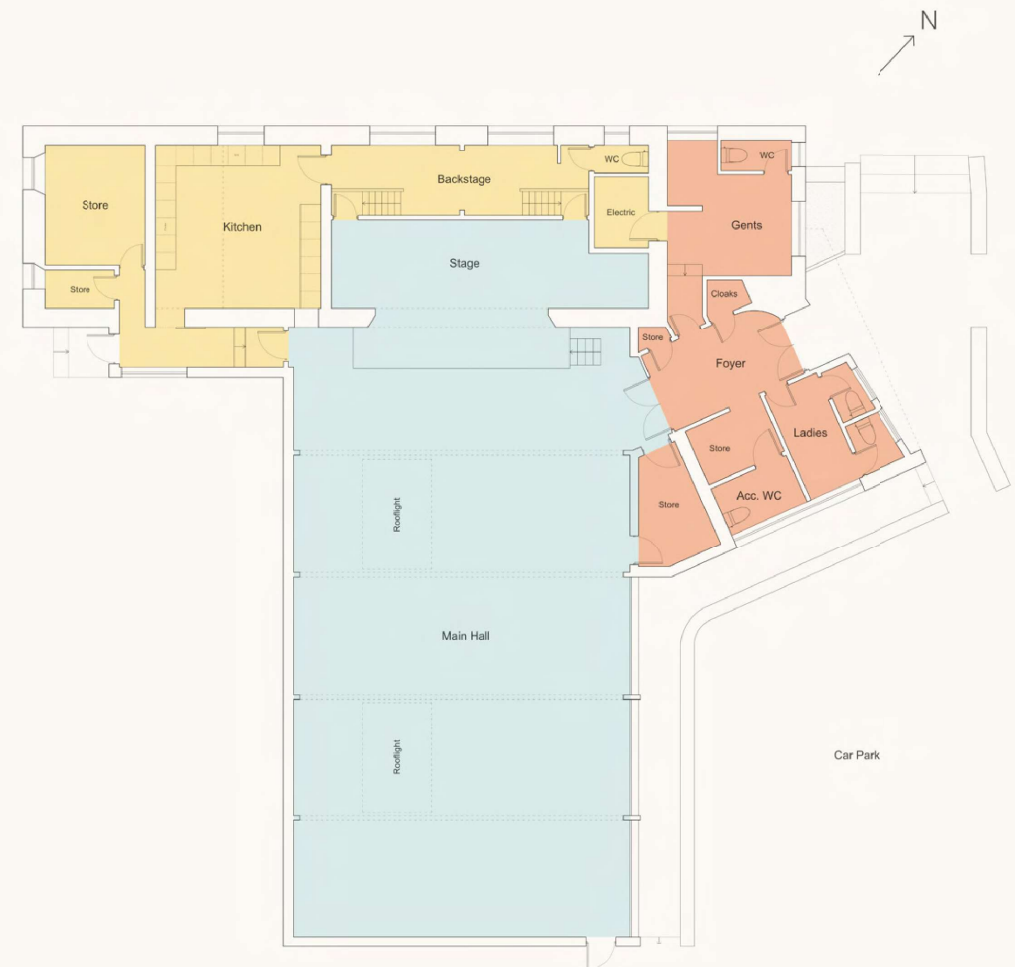 N
WC
WC
Backstage
Store
Electric
Gents
Kitchen
Stage
Store
Cloaks
Store
Foyer
Ladies
Store
Acc. WC
Rooflight
Store
Main Hall
Rooflight
Car Park